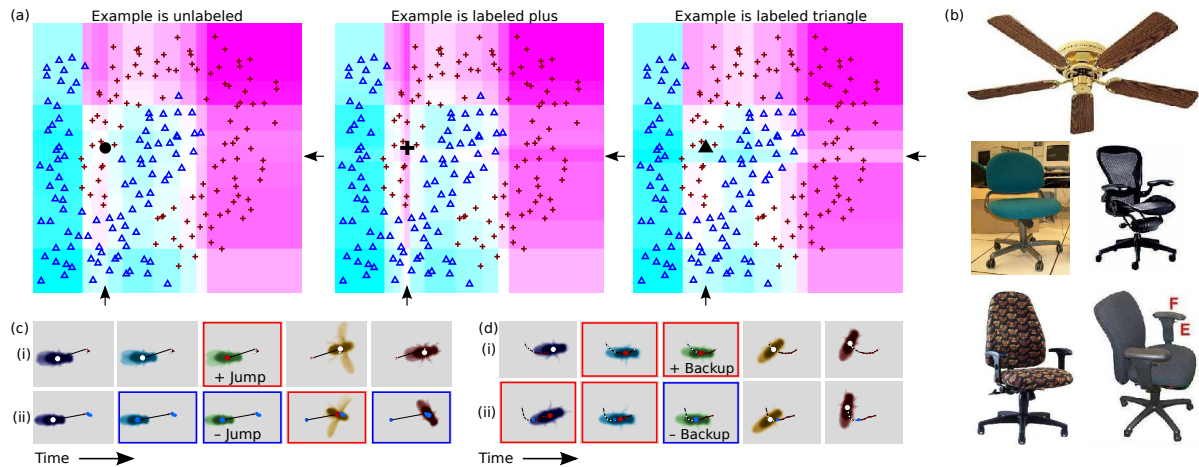 (a)
Example is unlabeled
Example is labeled plus
Example is labeled triangle
(b)
F
E
(c)
(i)
+ Jump
(ii)
– Jump
Time
(d)
(i)
+ Backup
(ii)
– Backup
Time